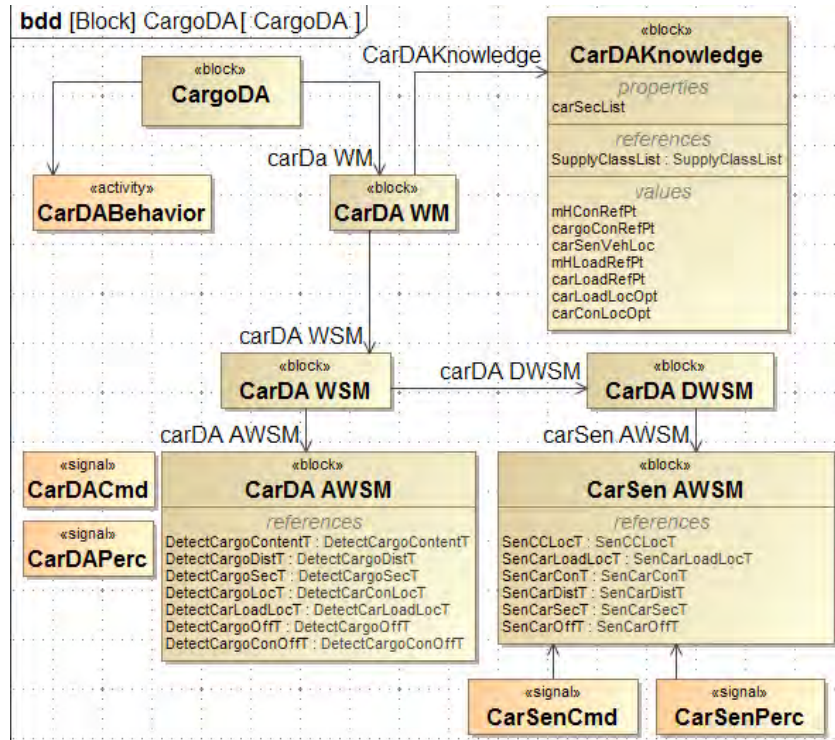 bdd [Block] CargoDA[ CargoDA ]
«block»
CargoDA
CarDAKnowledge
«block»
CarDAKnowledge
properties
carSecList
references
SupplyClassList : SupplyClassList
values
mHConRefPt
cargoConRefPt
carSenVehLoc
mHLoadRefPt
carLoadRefPt
carLoadLocOpt
carConLocOpt
carDa WM
«activity»
CarDABehavior
«block»
CarDA WM
carDA WSM
«block»
CarDA WSM
carDA DWSM
«block»
CarDA DWSM
carDA AWSM
carSen AWSM
«signal»
CarDACmd
«signal»
CarDAPerc
«block»
CarDA AWSM
references
DetectCargoContentT : DetectCargoContentT
DetectCargoDistT : DetectCargoDistT
DetectCargoSecT : DetectCargoSecT
DetectCargoLocT : DetectCarConLocT
DetectCarLoadLocT : DetectCarLoadLocT
DetectCargoOffT : DetectCargoOffT
DetectCargoConOffT : DetectCargoConOffT
«block»
CarSen AWSM
references
SenCCLocT : SenCCLocT
SenCarLoadLocT : SenCarLoadLocT
SenCarConT : SenCarConT
SenCarDistT : SenCarDistT
SenCarSecT : SenCarSecT
SenCarOffT : SenCarOffT
«signal»
CarSenCmd
«signal»
CarSenPerc